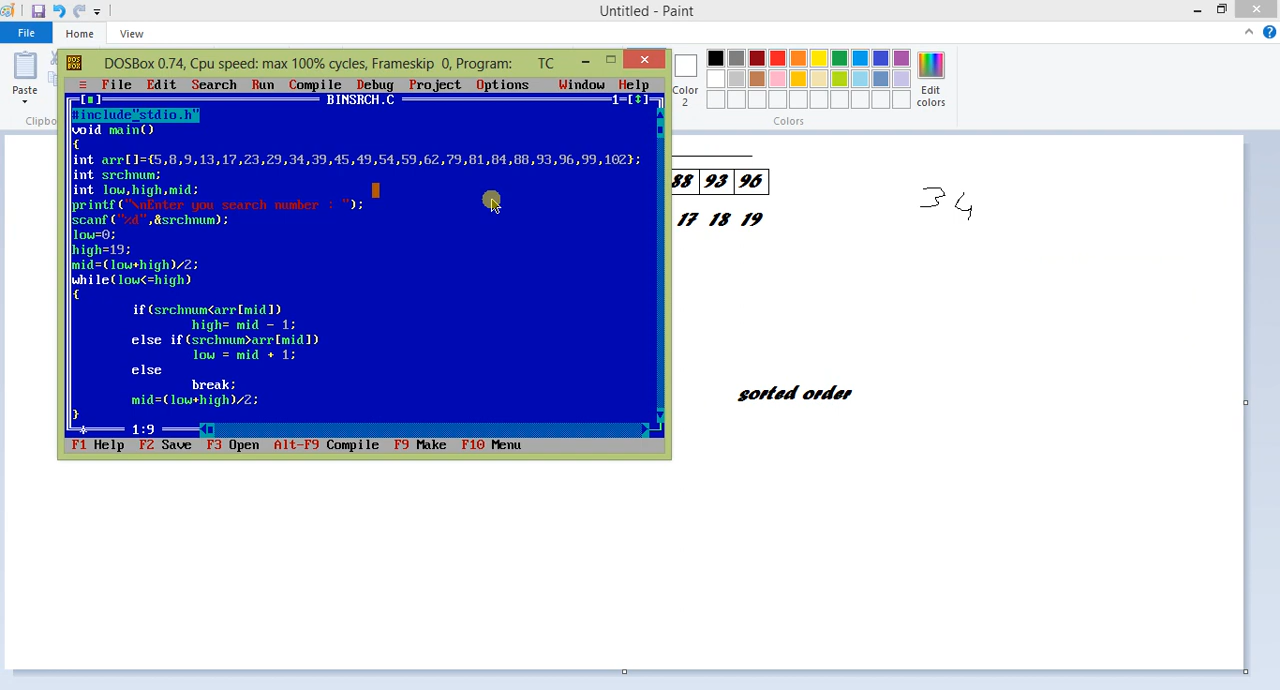 Untitled - Paint
File Home View
Paste
Clipbo
DOSBox 0.74, Cpu speed: max 100% cycles, Frameskip 0, Program: TC
≡ File Edit Search Run Compile Debug Project Options Window Help
BINSRCH.C 1=[↕]
#include"stdio.h"
void main()
{
int arr[]={5,8,9,13,17,23,29,34,39,45,49,54,59,62,79,81,84,88,93,96,99,102};
int srchnum;
int low,high,mid;
printf("\nEnter you search number : ");
scanf("%d",&srchnum);
low=0;
high=19;
mid=(low+high)/2;
while(low<=high)
{
if(srchnum<arr[mid])
high= mid - 1;
else if(srchnum>arr[mid])
low = mid + 1;
else
break;
mid=(low+high)/2;
}
1:9
F1 Help F2 Save F3 Open Alt-F9 Compile F9 Make F10 Menu
Color
2
Edit
colors
Colors
88 93 96
17 18 19
34
sorted order